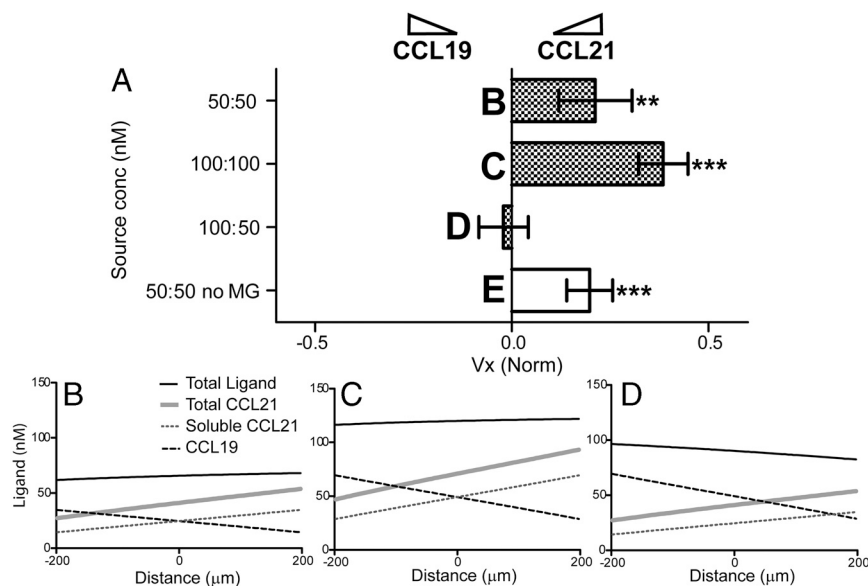 CCL19 CCL21
A
Source conc (nM)
50:50 B **
100:100 C ***
100:50 D
50:50 no MG E ***
-0.5 0.0 0.5
Vx (Norm)
B C D
Total Ligand
Total CCL21
Soluble CCL21
CCL19
Ligand (nM)
150 150 150
100 100 100
50 50 50
0 0 0
-200 0 200 -200 0 200 -200 0 200
Distance (μm) Distance (μm) Distance (μm)